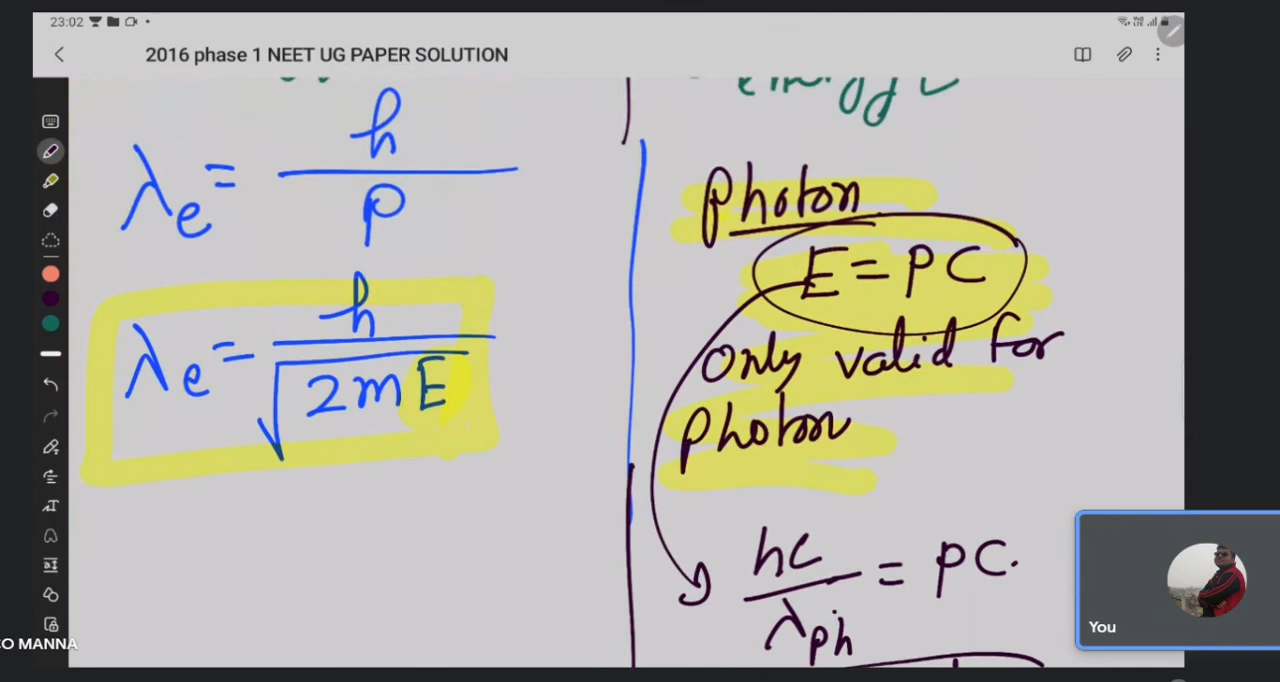 23:02
2016 phase 1 NEET UG PAPER SOLUTION
λe = h / p
λe = h / √2mE
energy E
Photon
E = PC
Only valid for
Photon
hc / λph = PC.
You
O MANNA